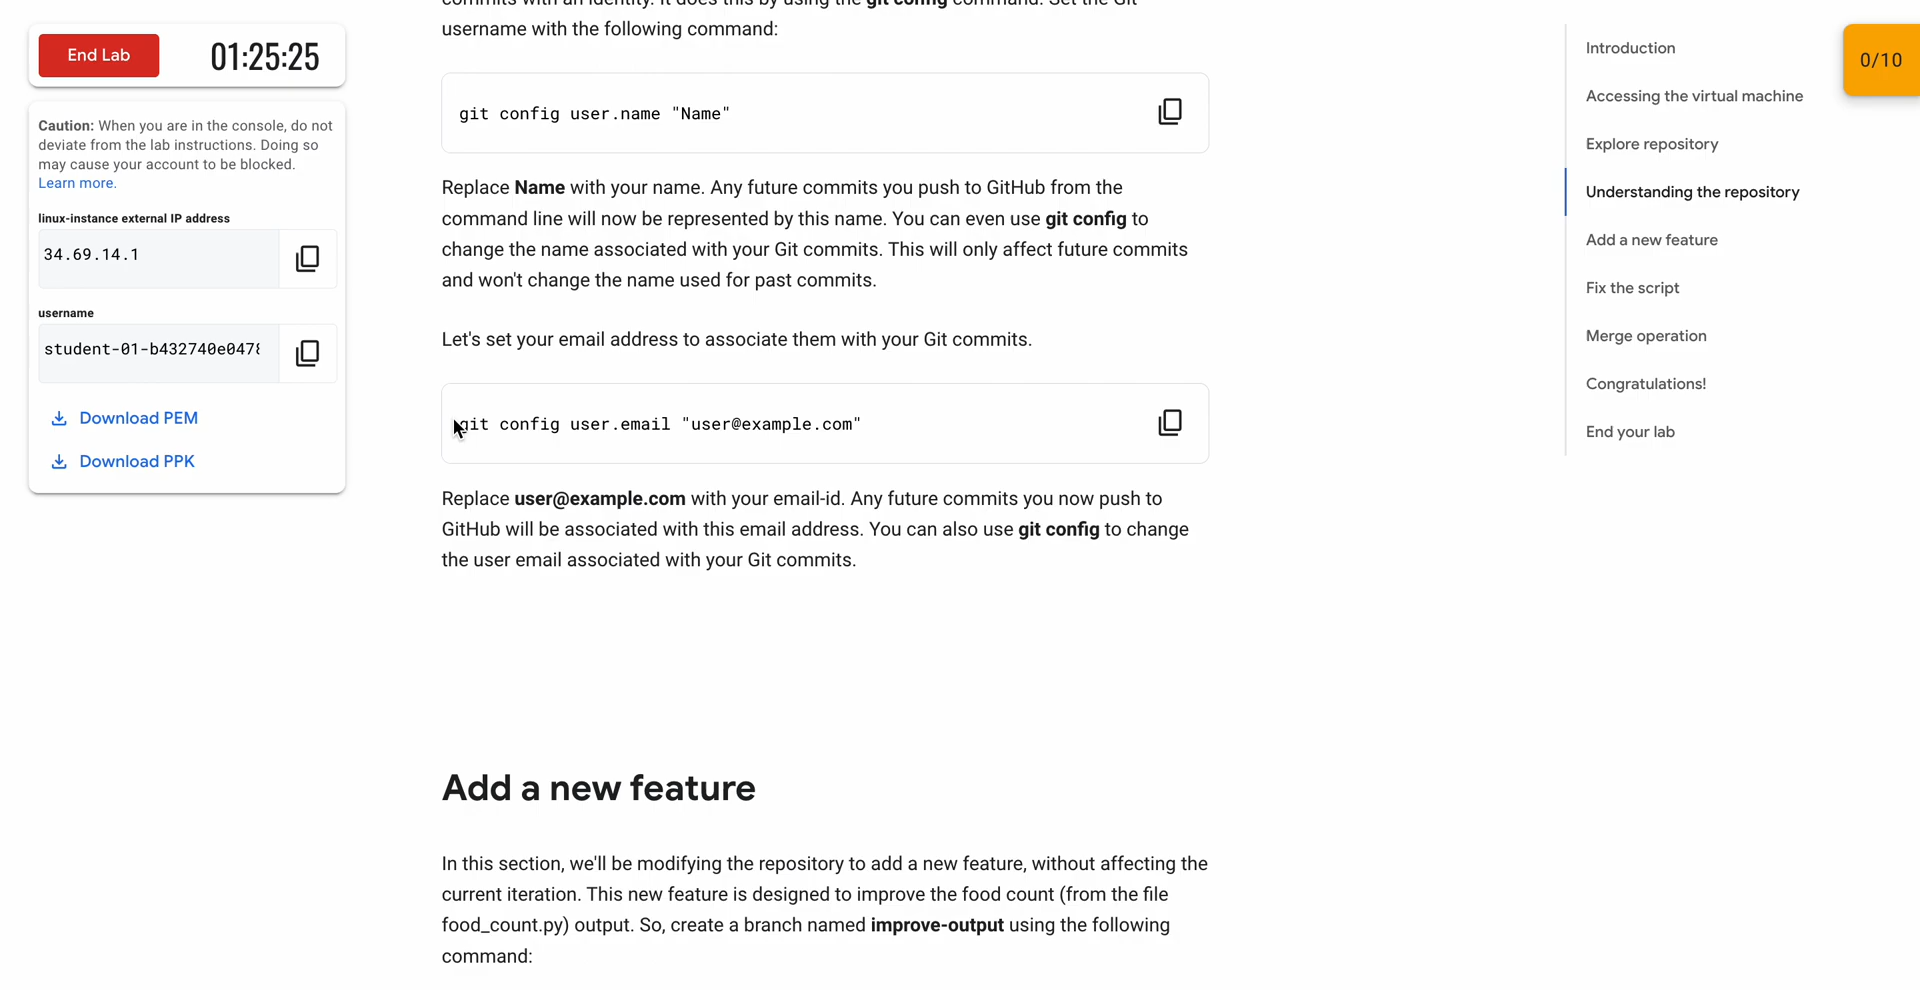 End Lab
01:25:25
Caution: When you are in the console, do not
deviate from the lab instructions. Doing so
may cause your account to be blocked.
Learn more.
linux-instance external IP address
34.69.14.1
username
student-01-b432740e0478
Download PEM
Download PPK
commits with an identity. It does this by using the git config command. Set the Git
username with the following command:
git config user.name "Name"
Replace Name with your name. Any future commits you push to GitHub from the
command line will now be represented by this name. You can even use git config to
change the name associated with your Git commits. This will only affect future commits
and won't change the name used for past commits.
Let's set your email address to associate them with your Git commits.
git config user.email "user@example.com"
Replace user@example.com with your email-id. Any future commits you now push to
GitHub will be associated with this email address. You can also use git config to change
the user email associated with your Git commits.
Add a new feature
In this section, we'll be modifying the repository to add a new feature, without affecting the
current iteration. This new feature is designed to improve the food count (from the file
food_count.py) output. So, create a branch named improve-output using the following
command:
Introduction
Accessing the virtual machine
Explore repository
Understanding the repository
Add a new feature
Fix the script
Merge operation
Congratulations!
End your lab
0/10